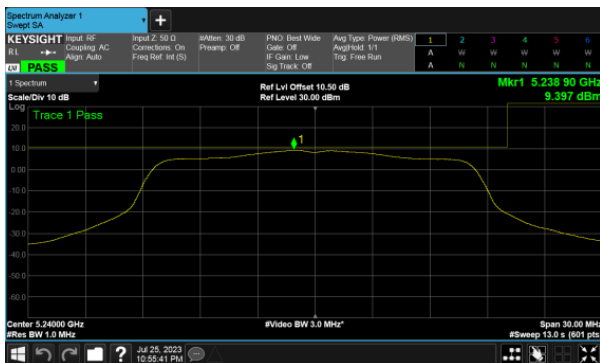 Spectrum Analyzer 1
Swept SA
KEYSIGHT
RL
Align: Auto
LXI PASS
Input: RF
Coupling: AC
Input Z: 50 Ω
Corrections: On
Freq Ref: Int (S)
#Atten: 30 dB
Preamp: Off
PNO: Best Wide
Gate: Off
IF Gain: Low
Sig Track: Off
Avg Type: Power (RMS)
Avg|Hold: 1/1
Trig: Free Run
1 2 3 4 5 6
A W W W W W
A N N N N N
1 Spectrum
Scale/Div 10 dB
Ref Lvl Offset 10.50 dB
Ref Level 30.00 dBm
Mkr1 5.238 90 GHz
9.397 dBm
Log
Trace 1 Pass
1
20.0
10.0
0.00
-10.0
-20.0
-30.0
-40.0
-50.0
-60.0
Center 5.24000 GHz
#Res BW 1.0 MHz
#Video BW 3.0 MHz*
Span 30.00 MHz
#Sweep 13.0 s (601 pts)
?
Jul 25, 2023
10:55:41 PM